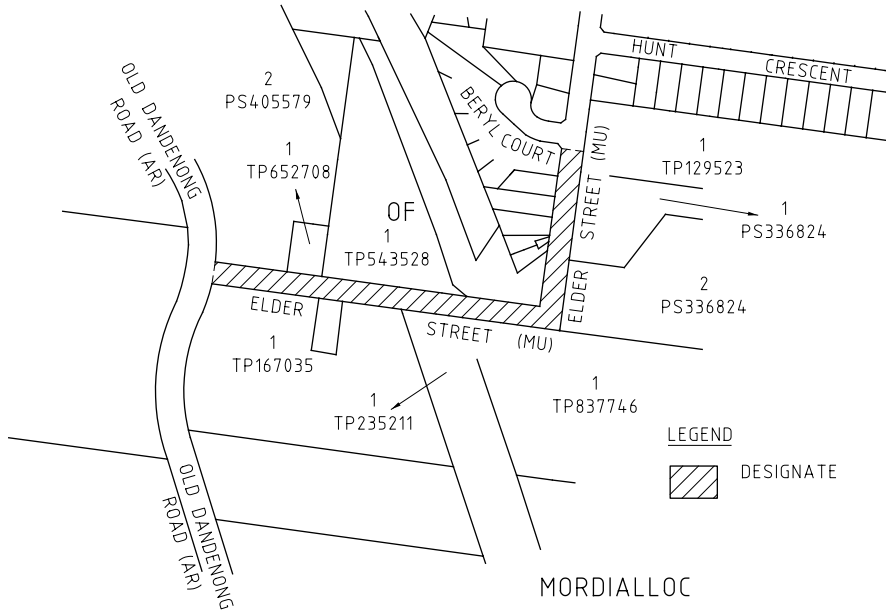 HUNT
CRESCENT
OLD DANDENONG
ROAD (AR)
2
PS405579
BERYL COURT
1
TP652708
STREET (MU)
1
TP129523
OF
1
TP543528
1
PS336824
ELDER
2
PS336824
ELDER
STREET (MU)
1
TP167035
1
TP235211
1
TP837746
LEGEND
DESIGNATE
OLD DANDENONG
ROAD (AR)
MORDIALLOC